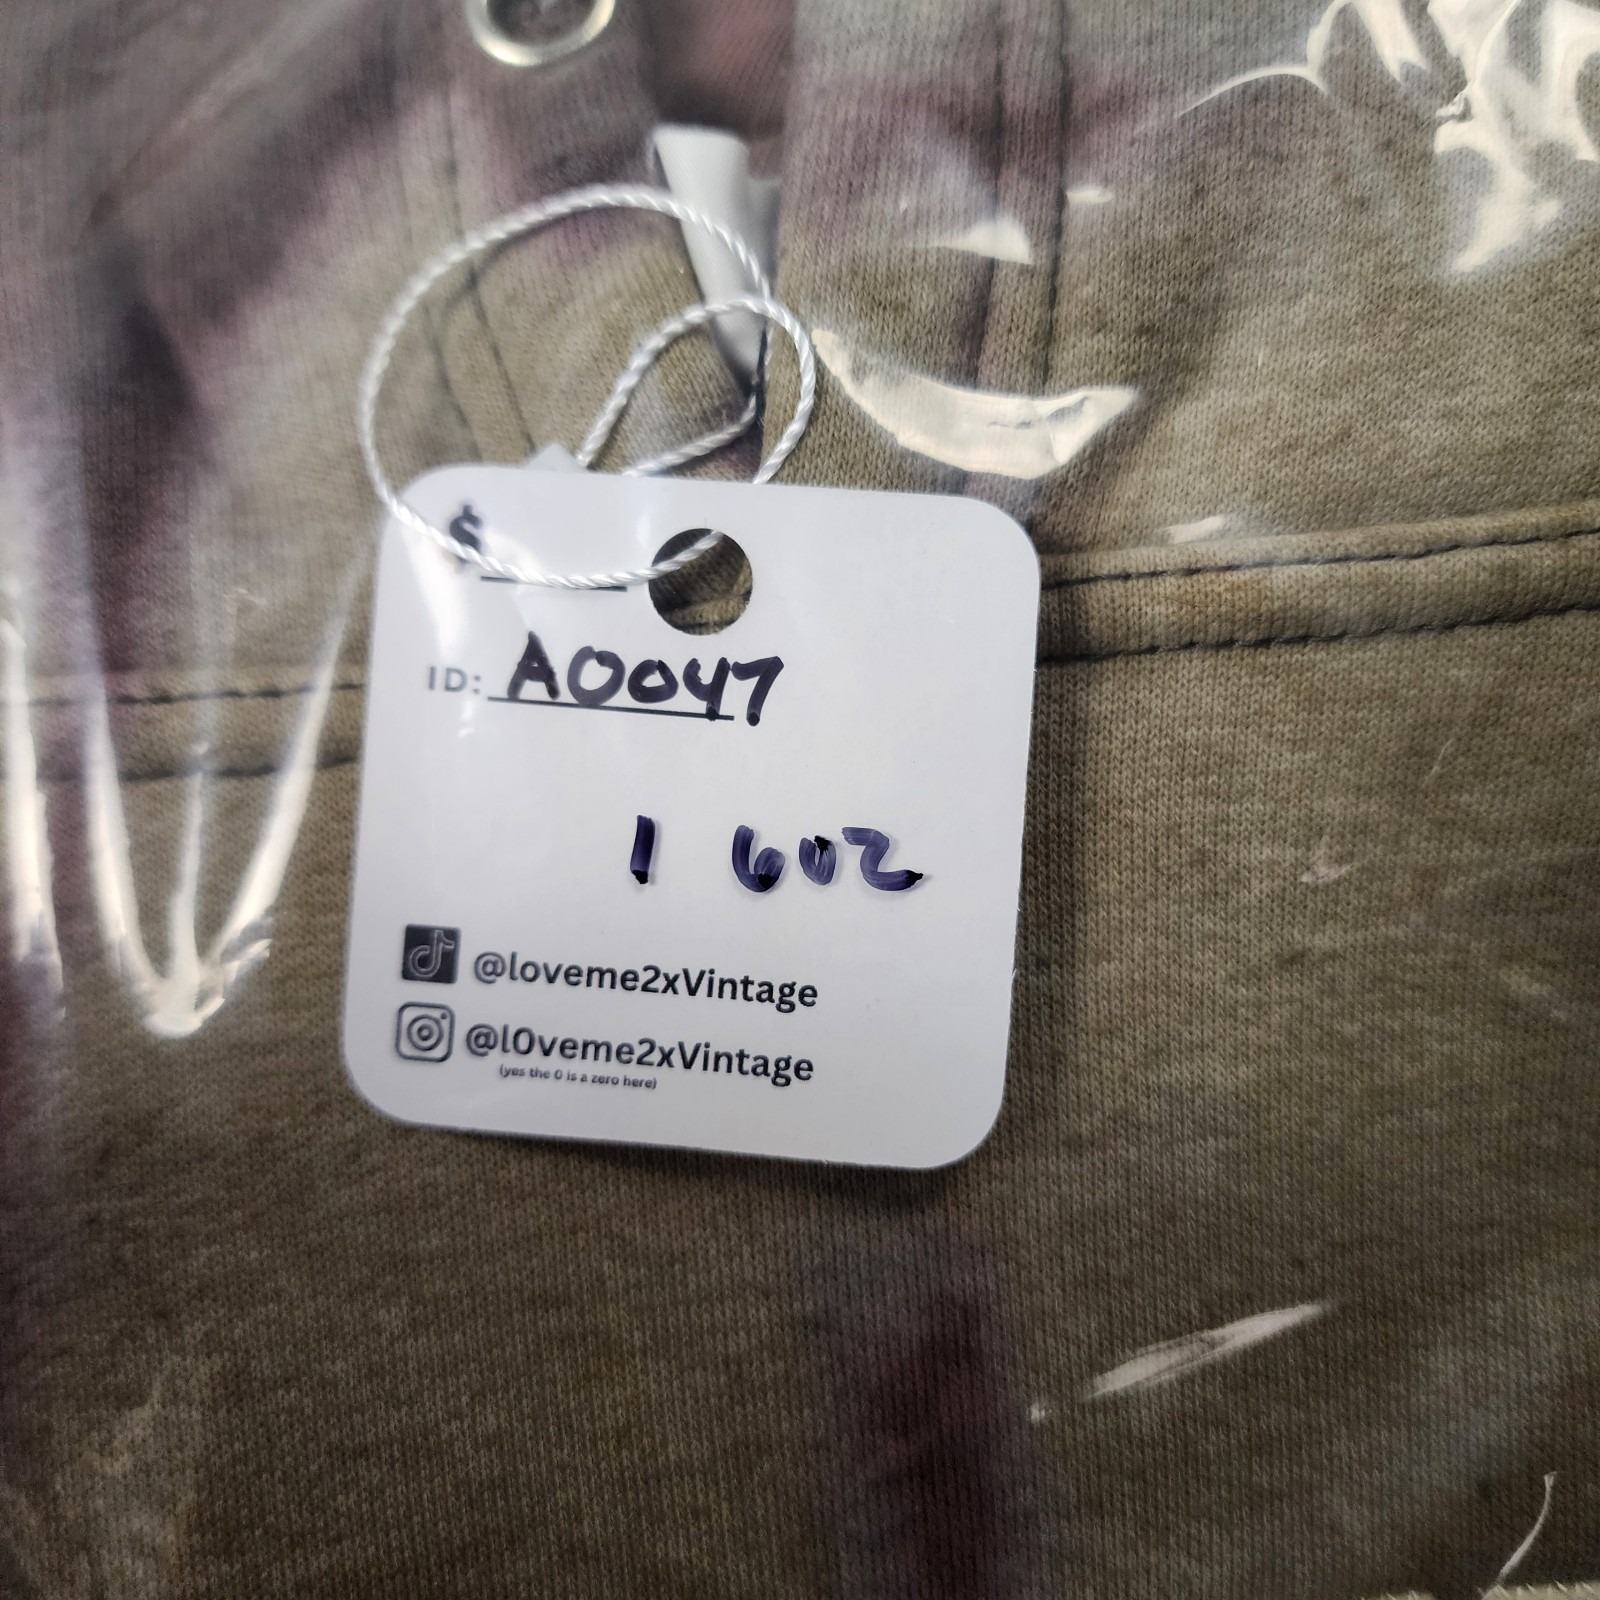 $
ID: A0047
1 6oz
@loveme2xVintage
@l0veme2xVintage
(yes the 0 is a zero here)